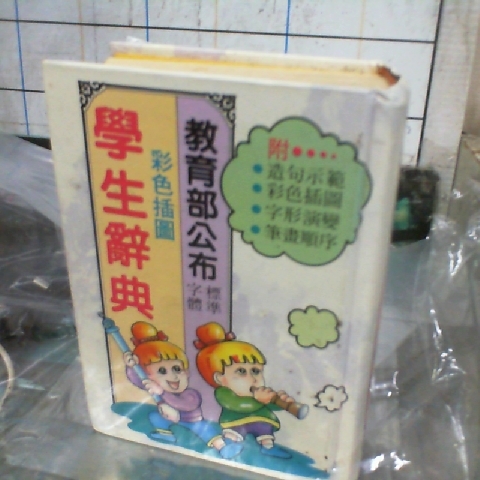 學生辭典
彩色插圖
教育部公布
標準
字體
附●●●●
●造句示範
●彩色插圖
●字形演變
●筆畫順序